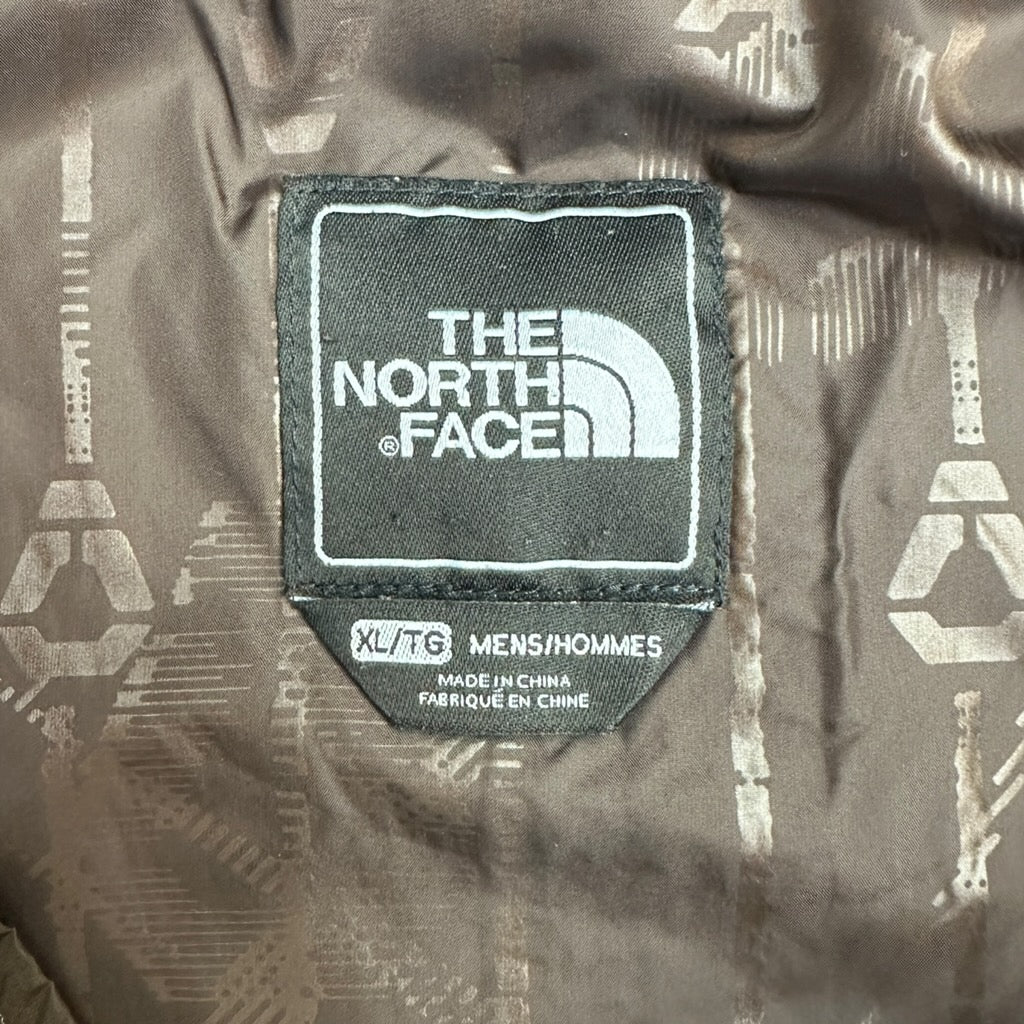 THE
NORTH
® FACE
XL/TG MENS/HOMMES
MADE IN CHINA
FABRIQUÉ EN CHINE